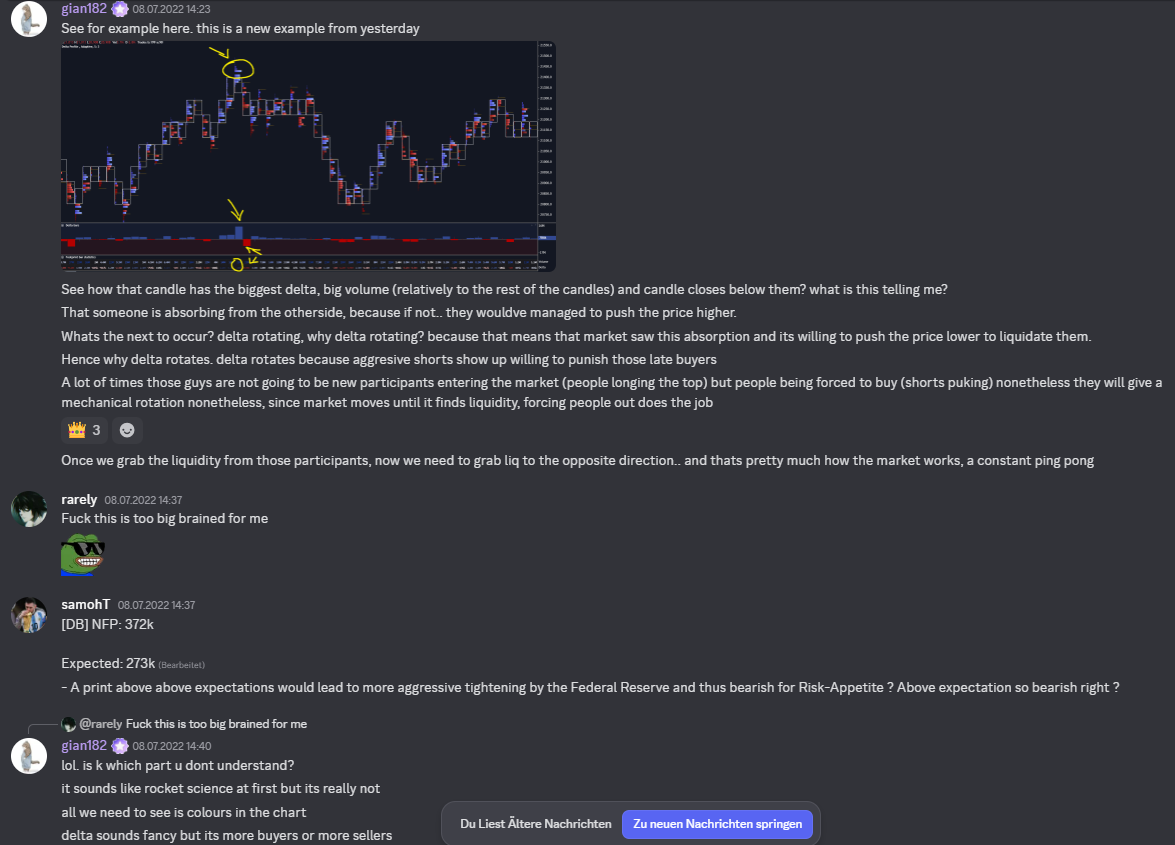 gian182 08.07.2022 14:23
See for example here. this is a new example from yesterday
See how that candle has the biggest delta, big volume (relatively to the rest of the candles) and candle closes below them? what is this telling me?
That someone is absorbing from the otherside, because if not.. they wouldve managed to push the price higher.
Whats the next to occur? delta rotating, why delta rotating? because that means that market saw this absorption and its willing to push the price lower to liquidate them.
Hence why delta rotates. delta rotates because aggresive shorts show up willing to punish those late buyers
A lot of times those guys are not going to be new participants entering the market (people longing the top) but people being forced to buy (shorts puking) nonetheless they will give a
mechanical rotation nonetheless, since market moves until it finds liquidity, forcing people out does the job
3
Once we grab the liquidity from those participants, now we need to grab liq to the opposite direction.. and thats pretty much how the market works, a constant ping pong
rarely 08.07.2022 14:37
Fuck this is too big brained for me
samohT 08.07.2022 14:37
[DB] NFP: 372k
Expected: 273k (Bearbeitet)
- A print above above expectations would lead to more aggressive tightening by the Federal Reserve and thus bearish for Risk-Appetite ? Above expectation so bearish right ?
@rarely Fuck this is too big brained for me
gian182 08.07.2022 14:40
lol. is k which part u dont understand?
it sounds like rocket science at first but its really not
all we need to see is colours in the chart
delta sounds fancy but its more buyers or more sellers
Du Liest Ältere Nachrichten
Zu neuen Nachrichten springen